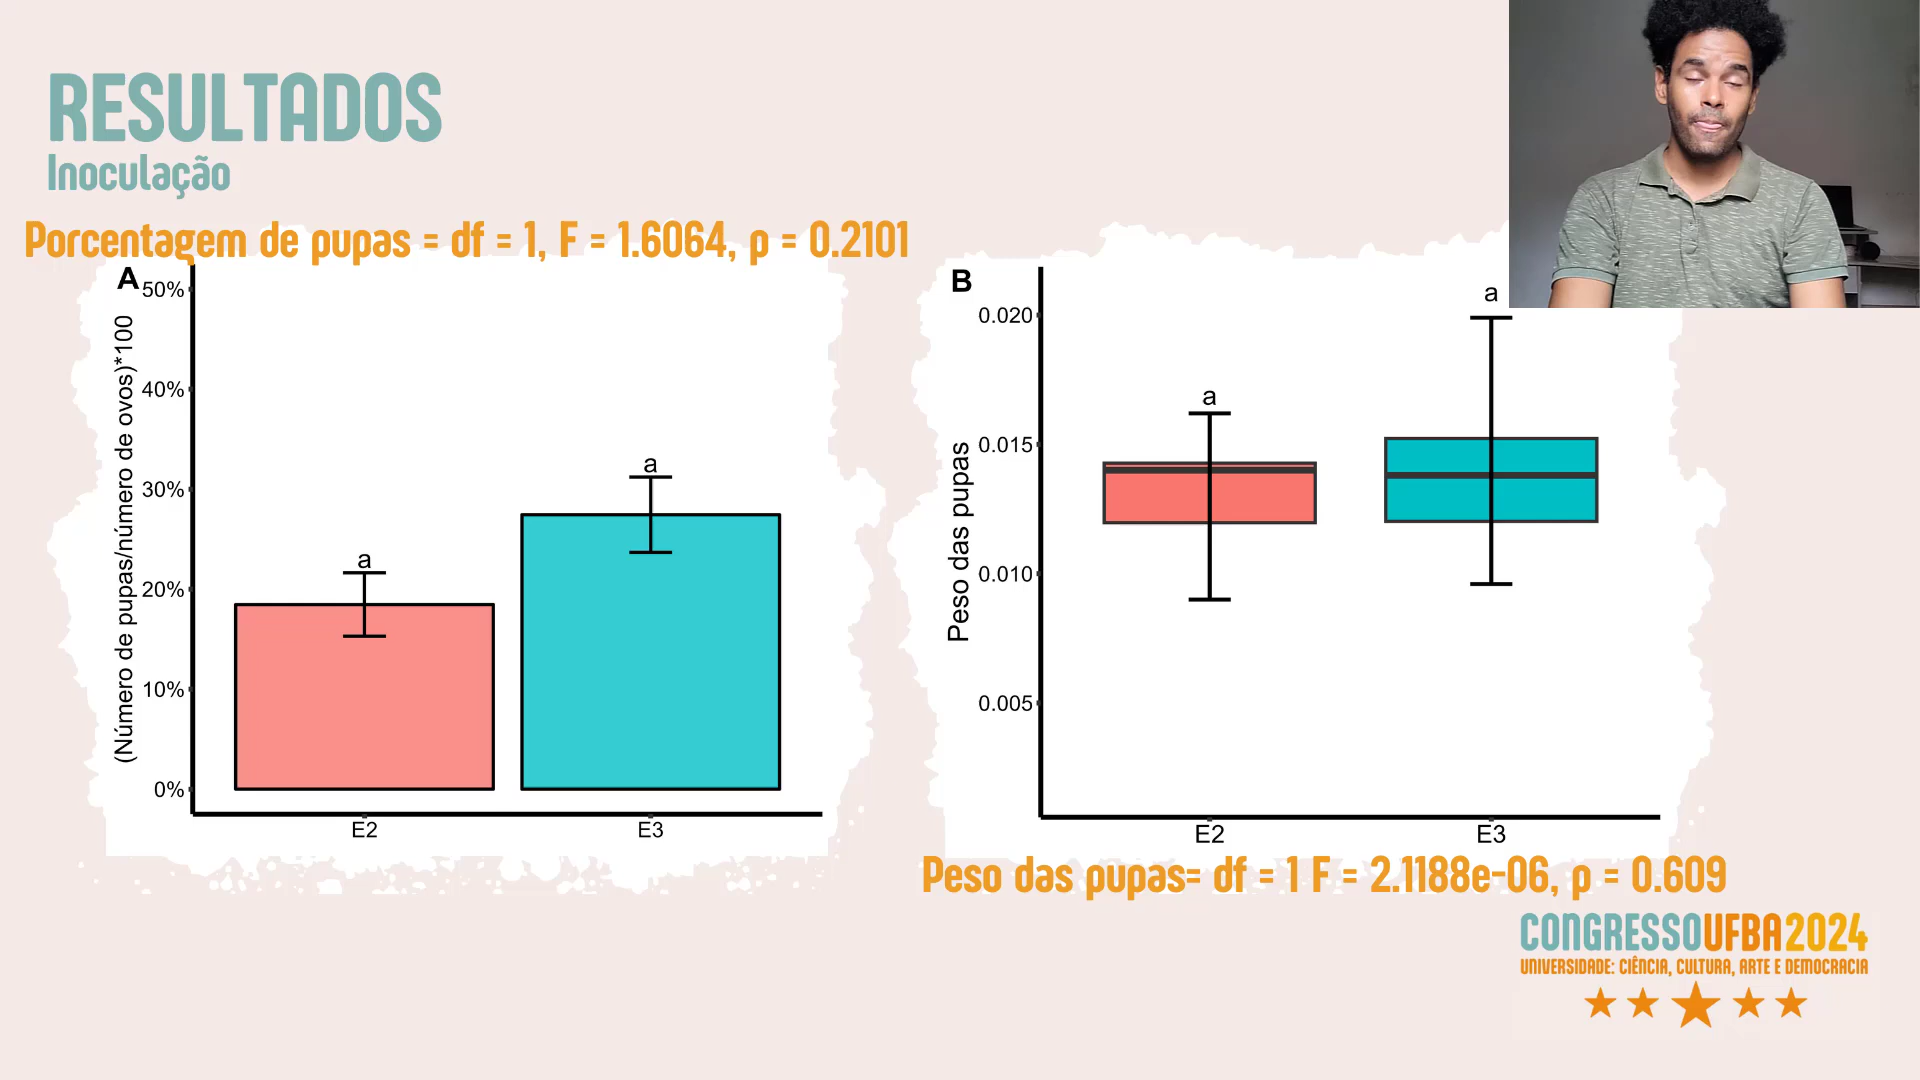 RESULTADOS
Inoculação
Porcentagem de pupas = df = 1, F = 1.6064, p = 0.2101
A
(Número de pupas/número de ovos)*100
50%
40%
30%
20%
10%
0%
a
a
E2
E3
B
Peso das pupas
0.020
0.015
0.010
0.005
a
a
E2
E3
Peso das pupas= df = 1 F = 2.1188e-06, p = 0.609
CONGRESSOUFBA2024
UNIVERSIDADE: CIÊNCIA, CULTURA, ARTE E DEMOCRACIA